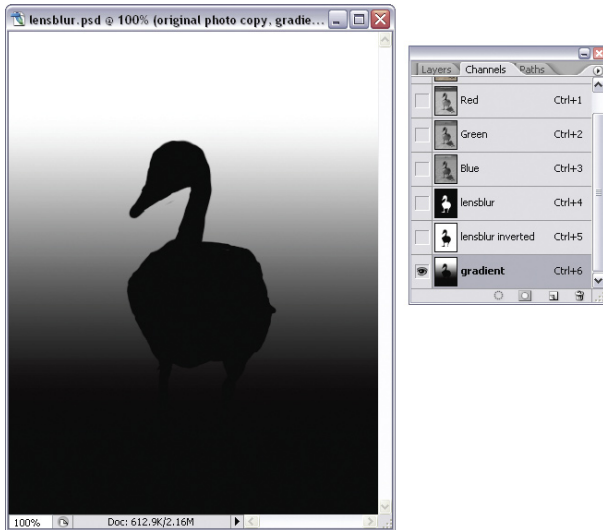 lensblur.psd @ 100% (original photo copy, gradie...
Layers Channels Paths
Red Ctrl+1
Green Ctrl+2
Blue Ctrl+3
lensblur Ctrl+4
lensblur inverted Ctrl+5
gradient Ctrl+6
100% Doc: 612.9K/2.16M